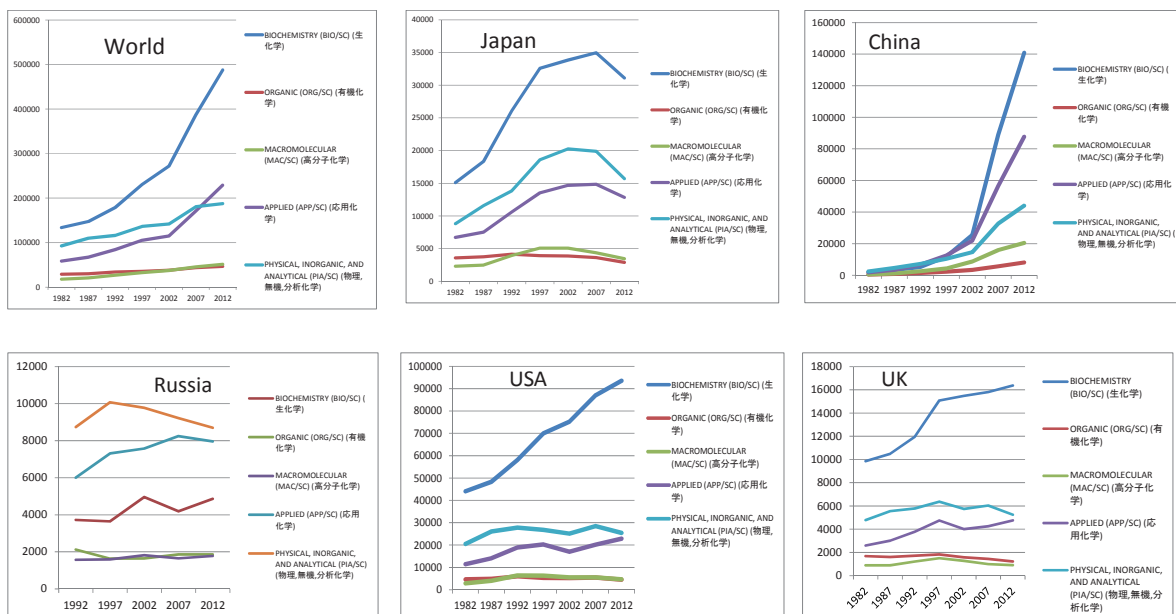 World
600000
500000
400000
300000
200000
100000
0
1982 1987 1992 1997 2002 2007 2012
BIOCHEMISTRY (BIO/SC) (生
化学)
ORGANIC (ORG/SC) (有機化
学)
MACROMOLECULAR
(MAC/SC) (高分子化学)
APPLIED (APP/SC) (応用化
学)
PHYSICAL, INORGANIC, AND
ANALYTICAL (PIA/SC) (物理,
無機,分析化学)
Japan
40000
35000
30000
25000
20000
15000
10000
5000
0
1982 1987 1992 1997 2002 2007 2012
BIOCHEMISTRY (BIO/SC) (生
化学)
ORGANIC (ORG/SC) (有機化
学)
MACROMOLECULAR
(MAC/SC) (高分子化学)
APPLIED (APP/SC) (応用化
学)
PHYSICAL, INORGANIC, AND
ANALYTICAL (PIA/SC) (物理,
無機,分析化学)
China
160000
140000
120000
100000
80000
60000
40000
20000
0
1982 1987 1992 1997 2002 2007 2012
BIOCHEMISTRY (BIO/SC) (
生化学)
ORGANIC (ORG/SC) (有機
化学)
MACROMOLECULAR
(MAC/SC) (高分子化学)
APPLIED (APP/SC) (応用化
学)
PHYSICAL, INORGANIC,
AND ANALYTICAL (PIA/SC) (
物理,無機,分析化学)
Russia
12000
10000
8000
6000
4000
2000
0
1992 1997 2002 2007 2012
BIOCHEMISTRY (BIO/SC) (
生化学)
ORGANIC (ORG/SC) (有機
化学)
MACROMOLECULAR
(MAC/SC) (高分子化学)
APPLIED (APP/SC) (応用化
学)
PHYSICAL, INORGANIC,
AND ANALYTICAL (PIA/SC)
(物理,無機,分析化学)
USA
100000
90000
80000
70000
60000
50000
40000
30000
20000
10000
0
1982 1987 1992 1997 2002 2007 2012
BIOCHEMISTRY (BIO/SC) (生
化学)
ORGANIC (ORG/SC) (有機
化学)
MACROMOLECULAR
(MAC/SC) (高分子化学)
APPLIED (APP/SC) (応用化
学)
PHYSICAL, INORGANIC, AND
ANALYTICAL (PIA/SC) (物理,
無機,分析化学)
UK
18000
16000
14000
12000
10000
8000
6000
4000
2000
0
1982 1987 1992 1997 2002 2007 2012
BIOCHEMISTRY
(BIO/SC) (生化学)
ORGANIC (ORG/SC) (有
機化学)
MACROMOLECULAR
(MAC/SC) (高分子化
学)
APPLIED (APP/SC) (応
用化学)
PHYSICAL, INORGANIC,
AND ANALYTICAL
(PIA/SC) (物理,無機,分
析化学)